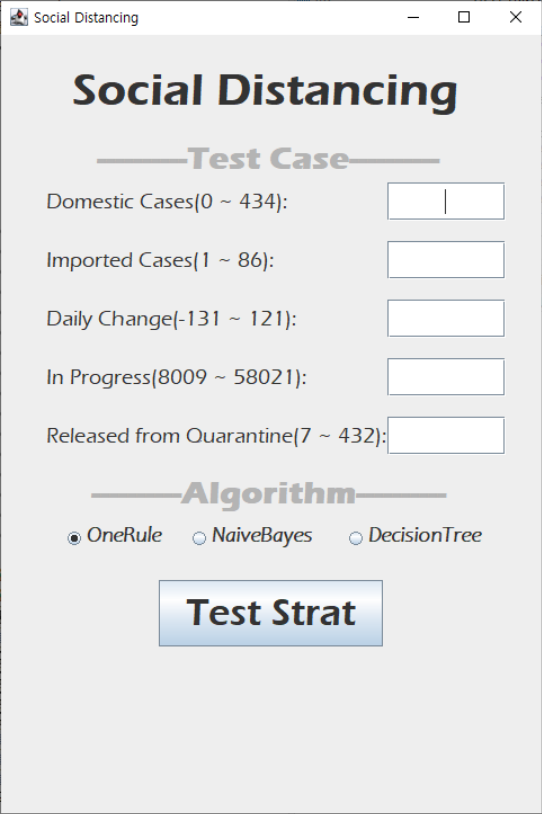 Social Distancing
Social Distancing
Test Case
Domestic Cases(0 ~ 434):
Imported Cases(1 ~ 86):
Daily Change(-131 ~ 121):
In Progress(8009 ~ 58021):
Released from Quarantine(7 ~ 432):
Algorithm
OneRule NaiveBayes DecisionTree
Test Strat